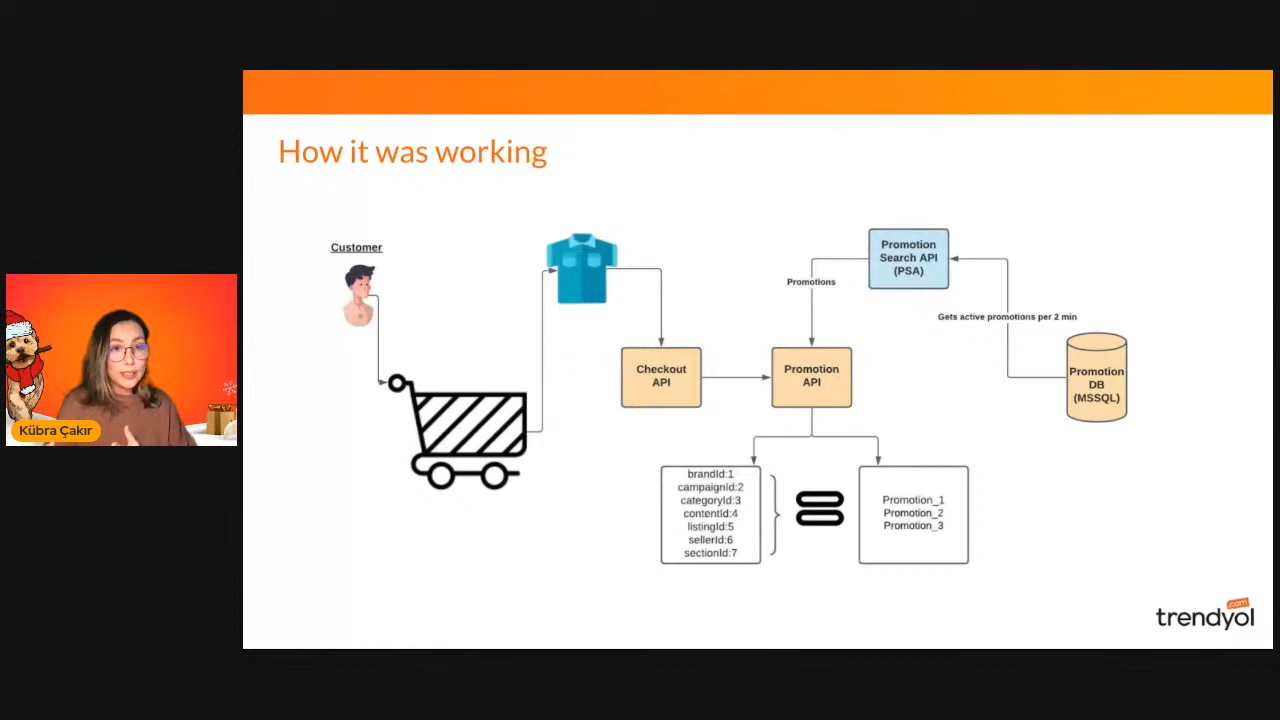 How it was working
Customer
Promotion
Search API
(PSA)
Promotions
Gets active promotions per 2 min
Checkout
API
Promotion
API
Promotion
DB
(MSSQL)
brandId:1
campaignId:2
categoryId:3
contentId:4
listingId:5
sellerId:6
sectionId:7
Promotion_1
Promotion_2
Promotion_3
Kübra Çakır
.com
trendyol